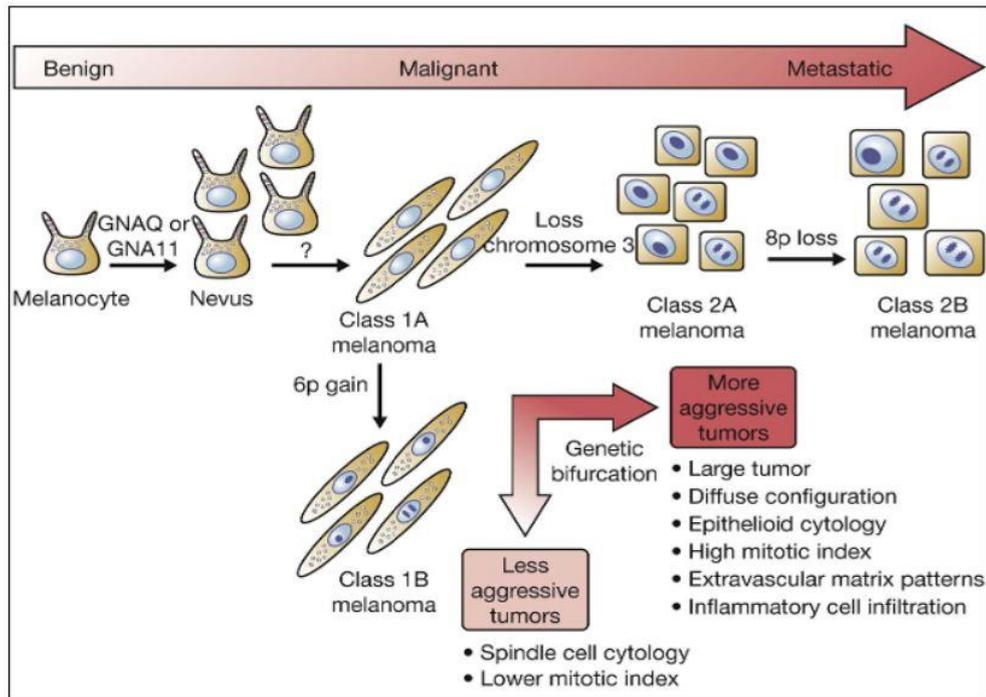 Benign
Malignant
Metastatic
GNAQ or
GNA11
?
Loss
chromosome 3
8p loss
Melanocyte
Nevus
Class 1A
melanoma
Class 2A
melanoma
Class 2B
melanoma
6p gain
Class 1B
melanoma
Genetic
bifurcation
More
aggressive
tumors
• Large tumor
• Diffuse configuration
• Epithelioid cytology
• High mitotic index
• Extravascular matrix patterns
• Inflammatory cell infiltration
Less
aggressive
tumors
• Spindle cell cytology
• Lower mitotic index